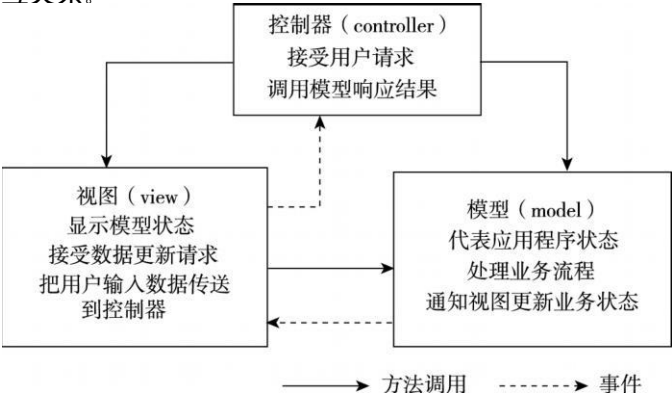 控制器（controller）
接受用户请求
调用模型响应结果
视图（view）
显示模型状态
接受数据更新请求
把用户输入数据传送
到控制器
模型（model）
代表应用程序状态
处理业务流程
通知视图更新业务状态
方法调用
事件